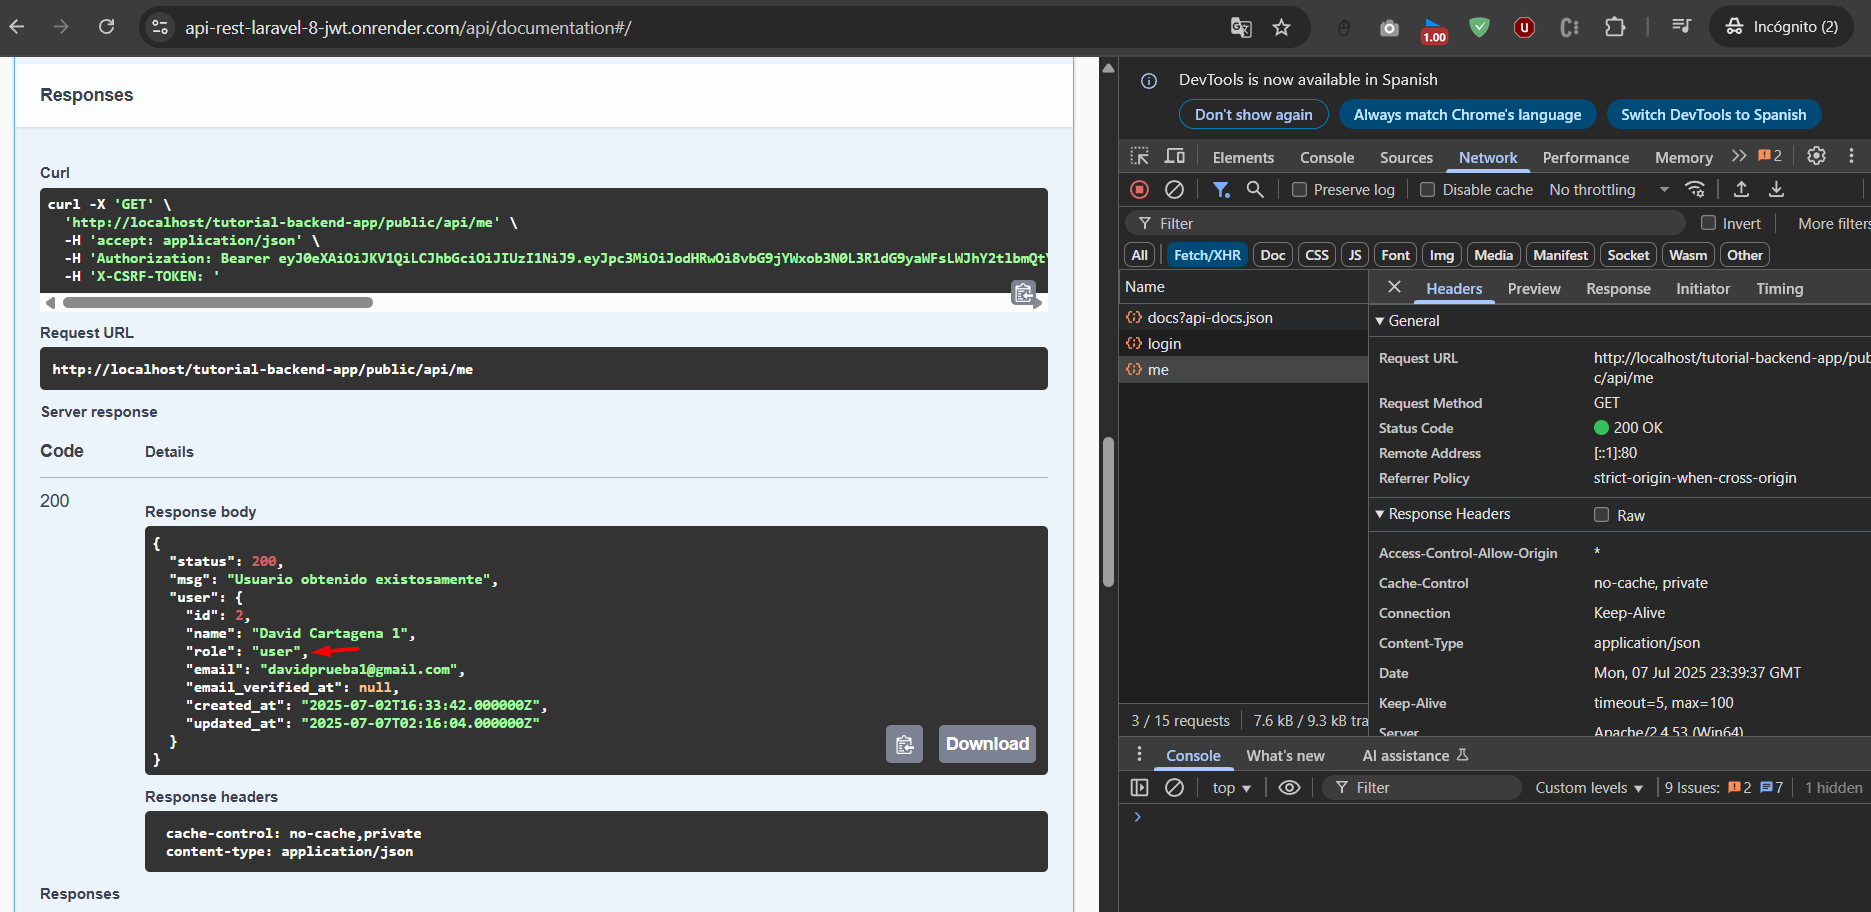 api-rest-laravel-8-jwt.onrender.com/api/documentation#/
1.00
Incógnito (2)
Responses
Curl
curl -X 'GET' \
'http://localhost/tutorial-backend-app/public/api/me' \
-H 'accept: application/json' \
-H 'Authorization: Bearer
-H 'X-CSRF-TOKEN: '
Request URL
http://localhost/tutorial-backend-app/public/api/me
Server response
Code Details
200
Response body
{
"status": 200,
"msg": "Usuario obtenido existosamente",
"user": {
"id": 2,
"name": "David Cartagena 1",
"role": "user",
"email": "davidprueba1@gmail.com",
"email_verified_at": null,
"created_at": "2025-07-02T16:33:42.000000Z",
"updated_at": "2025-07-07T02:16:04.000000Z"
}
}
Download
Response headers
cache-control: no-cache,private
content-type: application/json
Responses
DevTools is now available in Spanish
Don't show again Always match Chrome's language Switch DevTools to Spanish
Elements Console Sources Network Performance Memory 2
Preserve log Disable cache No throttling
Filter Invert More filters
All Fetch/XHR Doc CSS JS Font Img Media Manifest Socket Wasm Other
Name
docs?api-docs.json
login
me
3 / 15 requests 7.6 kB / 9.3 kB tra
Headers Preview Response Initiator Timing
General
Request URL http://localhost/tutorial-backend-app/publi
c/api/me
Request Method GET
Status Code 200 OK
Remote Address [::1]:80
Referrer Policy strict-origin-when-cross-origin
Response Headers Raw
Access-Control-Allow-Origin *
Cache-Control no-cache, private
Connection Keep-Alive
Content-Type application/json
Date Mon, 07 Jul 2025 23:39:37 GMT
Keep-Alive timeout=5, max=100
Server Apache/2.4.53 (Win64)
Console What's new AI assistance
top Filter Custom levels 9 Issues: 2 7 1 hidden